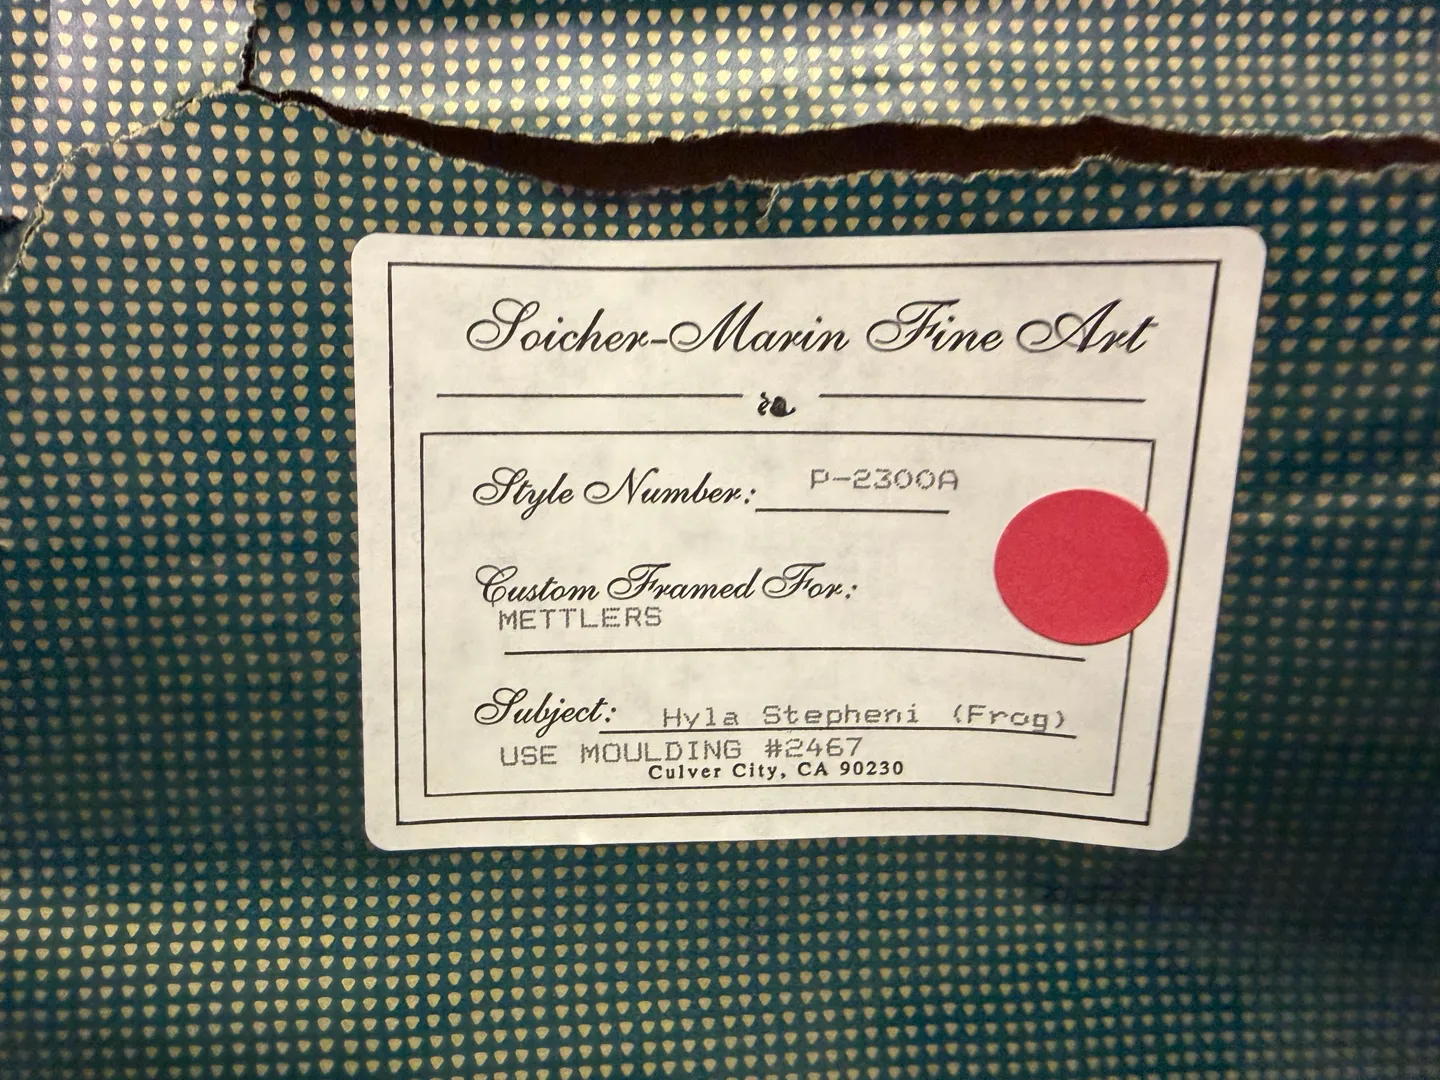 Soicher-Marin Fine Art
Style Number: P-2300A
Custom Framed For:
METTLERS
Subject: Hyla Stepheni (Frog)
USE MOULDING #2467
Culver City, CA 90230